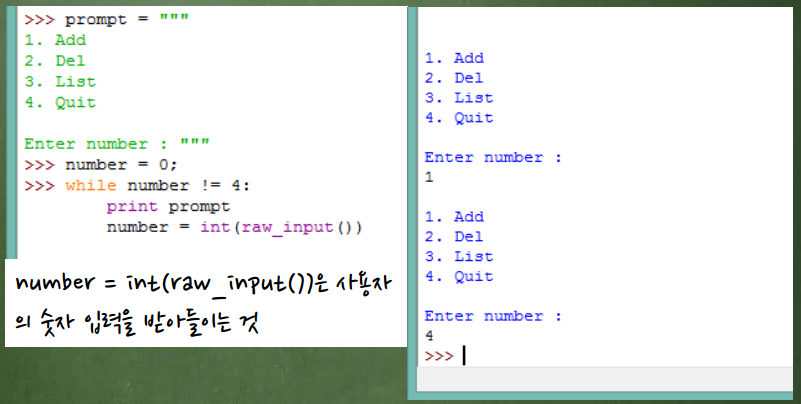 >>> prompt = """
1. Add
2. Del
3. List
4. Quit
Enter number : """
>>> number = 0;
>>> while number != 4:
print prompt
number = int(raw_input())
number = int(raw_input())은 사용자
의 숫자 입력을 받아들이는 것
1. Add
2. Del
3. List
4. Quit
Enter number :
1
1. Add
2. Del
3. List
4. Quit
Enter number :
4
>>>